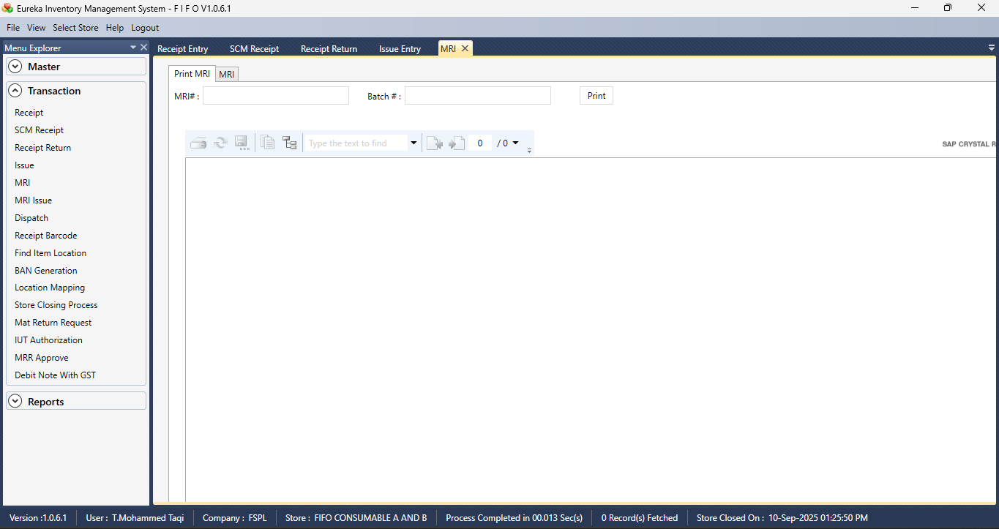 Eureka Inventory Management System - F I F O V1.0.6.1
File View Select Store Help Logout
Menu Explorer
Receipt Entry SCM Receipt Receipt Return Issue Entry MRI
Master
Transaction
Receipt
SCM Receipt
Receipt Return
Issue
MRI
MRI Issue
Dispatch
Receipt Barcode
Find Item Location
BAN Generation
Location Mapping
Store Closing Process
Mat Return Request
IUT Authorization
MRR Approve
Debit Note With GST
Reports
Print MRI MRI
MRI# : Batch # : Print
Type the text to find 0 / 0
SAP CRYSTAL R
Version :1.0.6.1 User : T.Mohammed Taqi Company : FSPL Store : FIFO CONSUMABLE A AND B Process Completed in 00.013 Sec(s) 0 Record(s) Fetched Store Closed On : 10-Sep-2025 01:25:50 PM